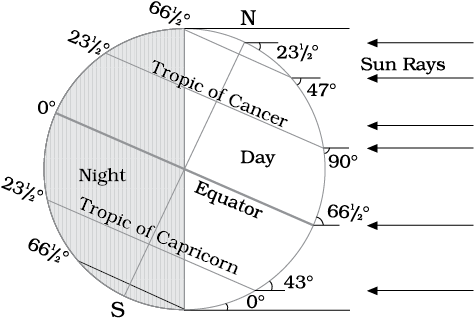 66½° N
23½° 23½°
Sun Rays
47°
Tropic of Cancer
0°
Day 90°
Night
Equator 66½°
23½°
Tropic of Capricorn
66½°
43°
0°
S